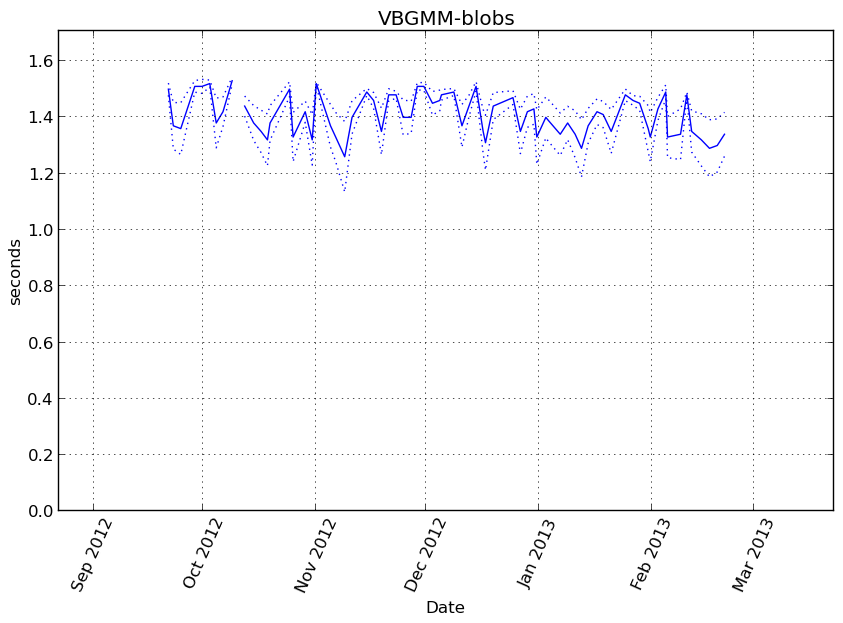 VBGMM-blobs
1.6
1.4
1.2
1.0
0.8
0.6
0.4
0.2
0.0
seconds
Sep 2012
Oct 2012
Nov 2012
Dec 2012
Jan 2013
Feb 2013
Mar 2013
Date